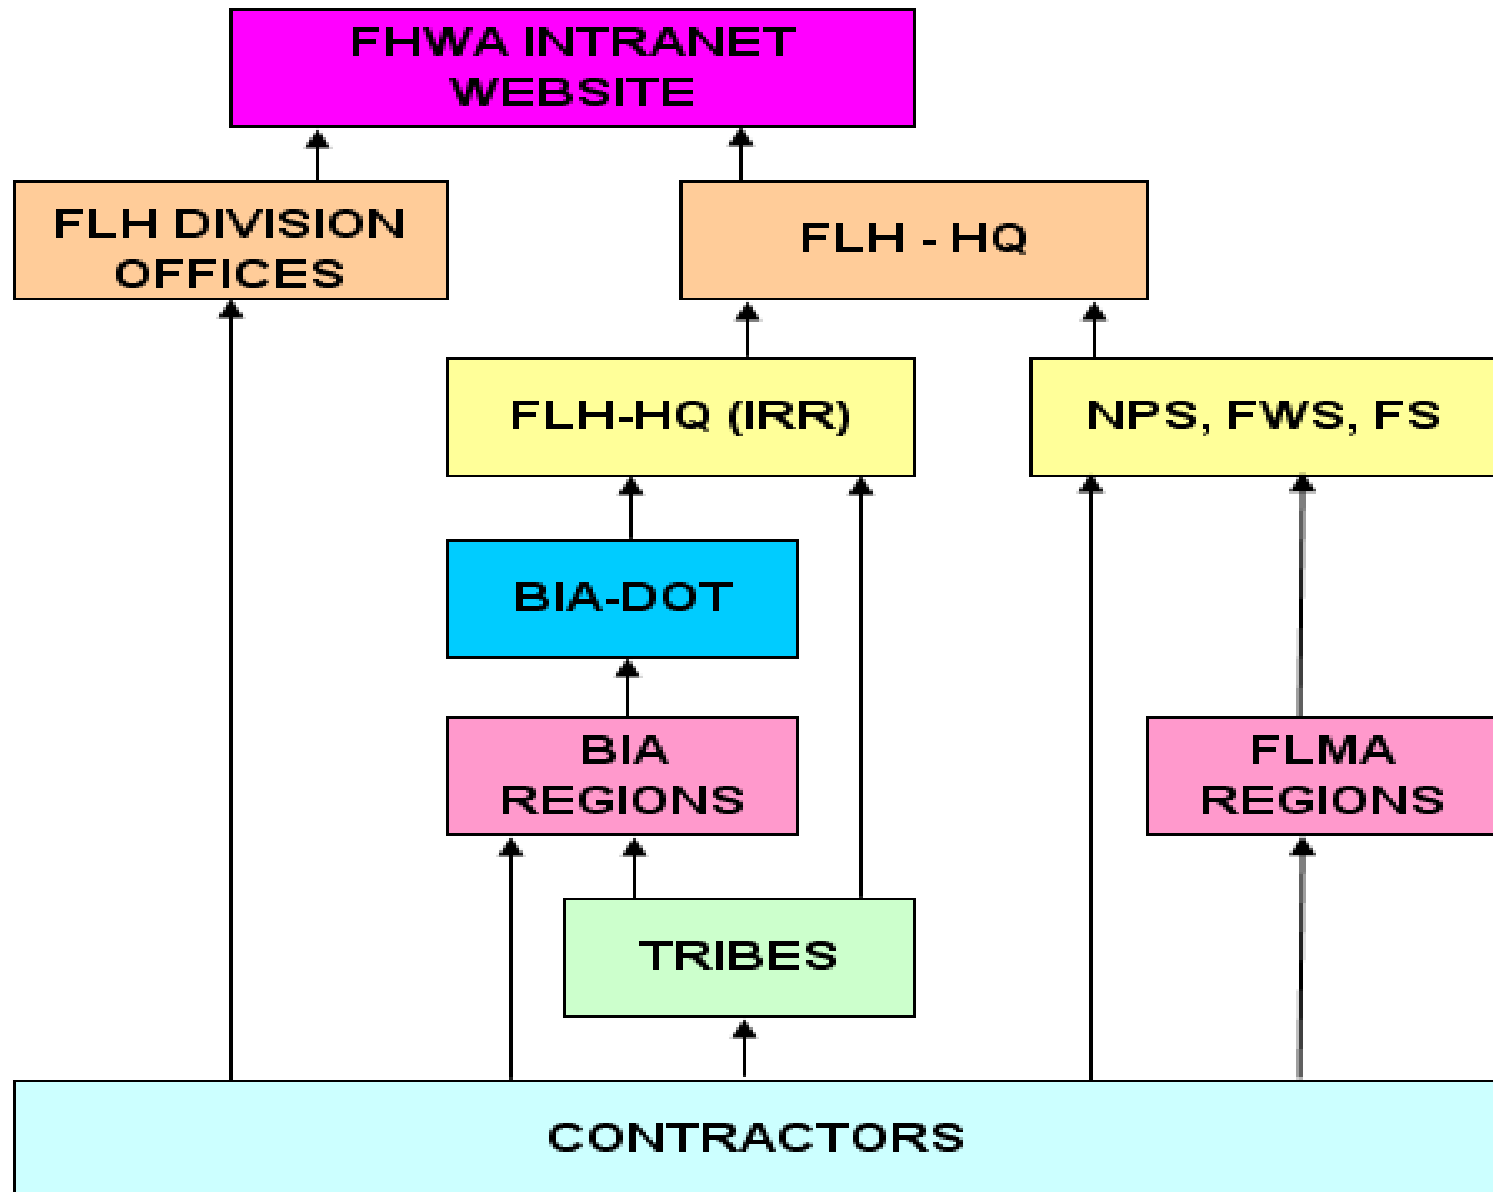 FHWA INTRANET
WEBSITE
FLH DIVISION
OFFICES
FLH - HQ
FLH-HQ (IRR)
NPS, FWS, FS
BIA-DOT
BIA
REGIONS
FLMA
REGIONS
TRIBES
CONTRACTORS